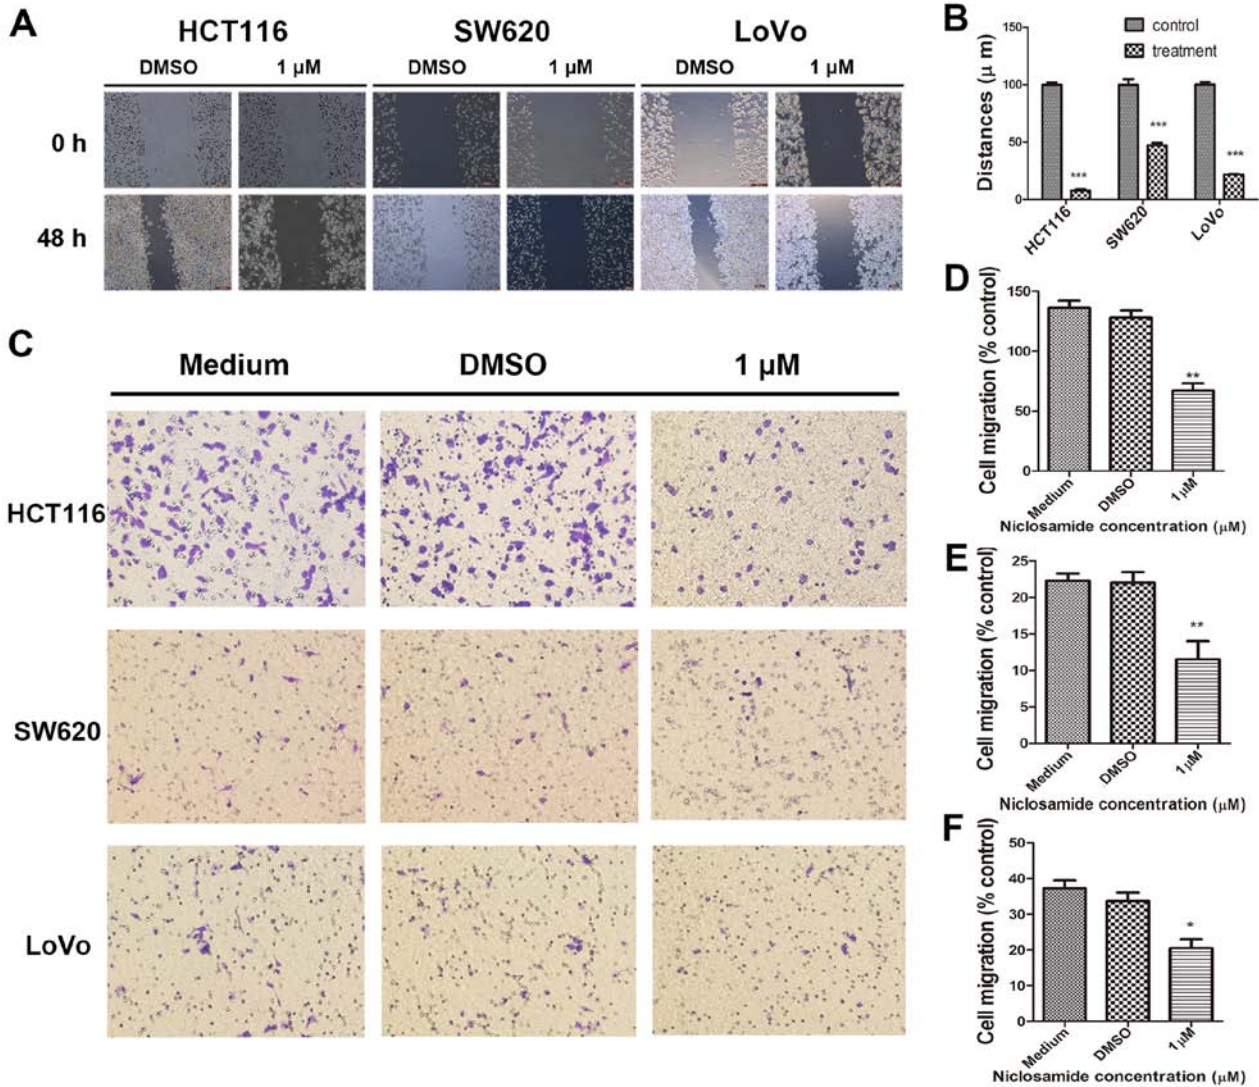 A
HCT116
SW620
LoVo
DMSO
1 µM
DMSO
1 µM
DMSO
1 µM
0 h
48 h
B
control
treatment
Distances (µ m)
150
100
50
0
***
***
***
HCT116
SW620
LoVo
C
Medium
DMSO
1 µM
HCT116
SW620
LoVo
D
Cell migration (% control)
150
100
50
0
**
Medium
DMSO
1 µM
Niclosamide concentration (µM)
E
Cell migration (% control)
25
20
15
10
5
0
**
Medium
DMSO
1 µM
Niclosamide concentration (µM)
F
Cell migration (% control)
50
40
30
20
10
0
*
Medium
DMSO
1 µM
Niclosamide concentration (µM)